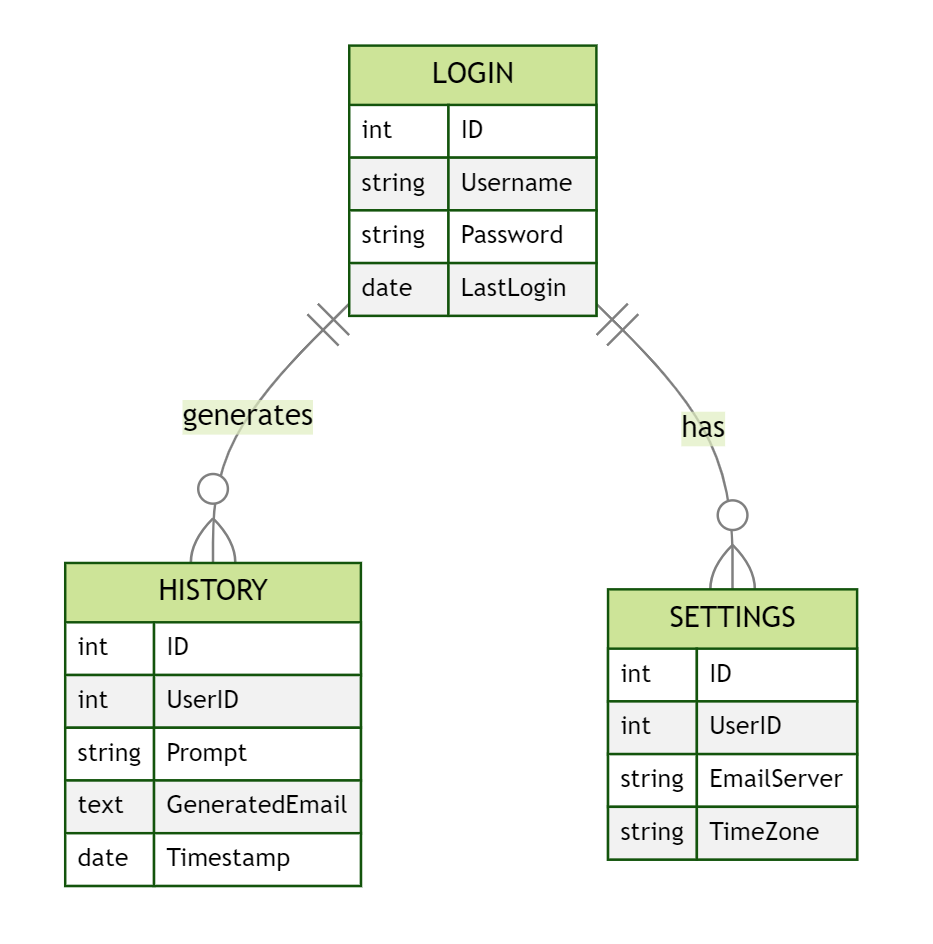 LOGIN
int ID
string Username
string Password
date LastLogin
generates
has
HISTORY
int ID
int UserID
string Prompt
text GeneratedEmail
date Timestamp
SETTINGS
int ID
int UserID
string EmailServer
string TimeZone